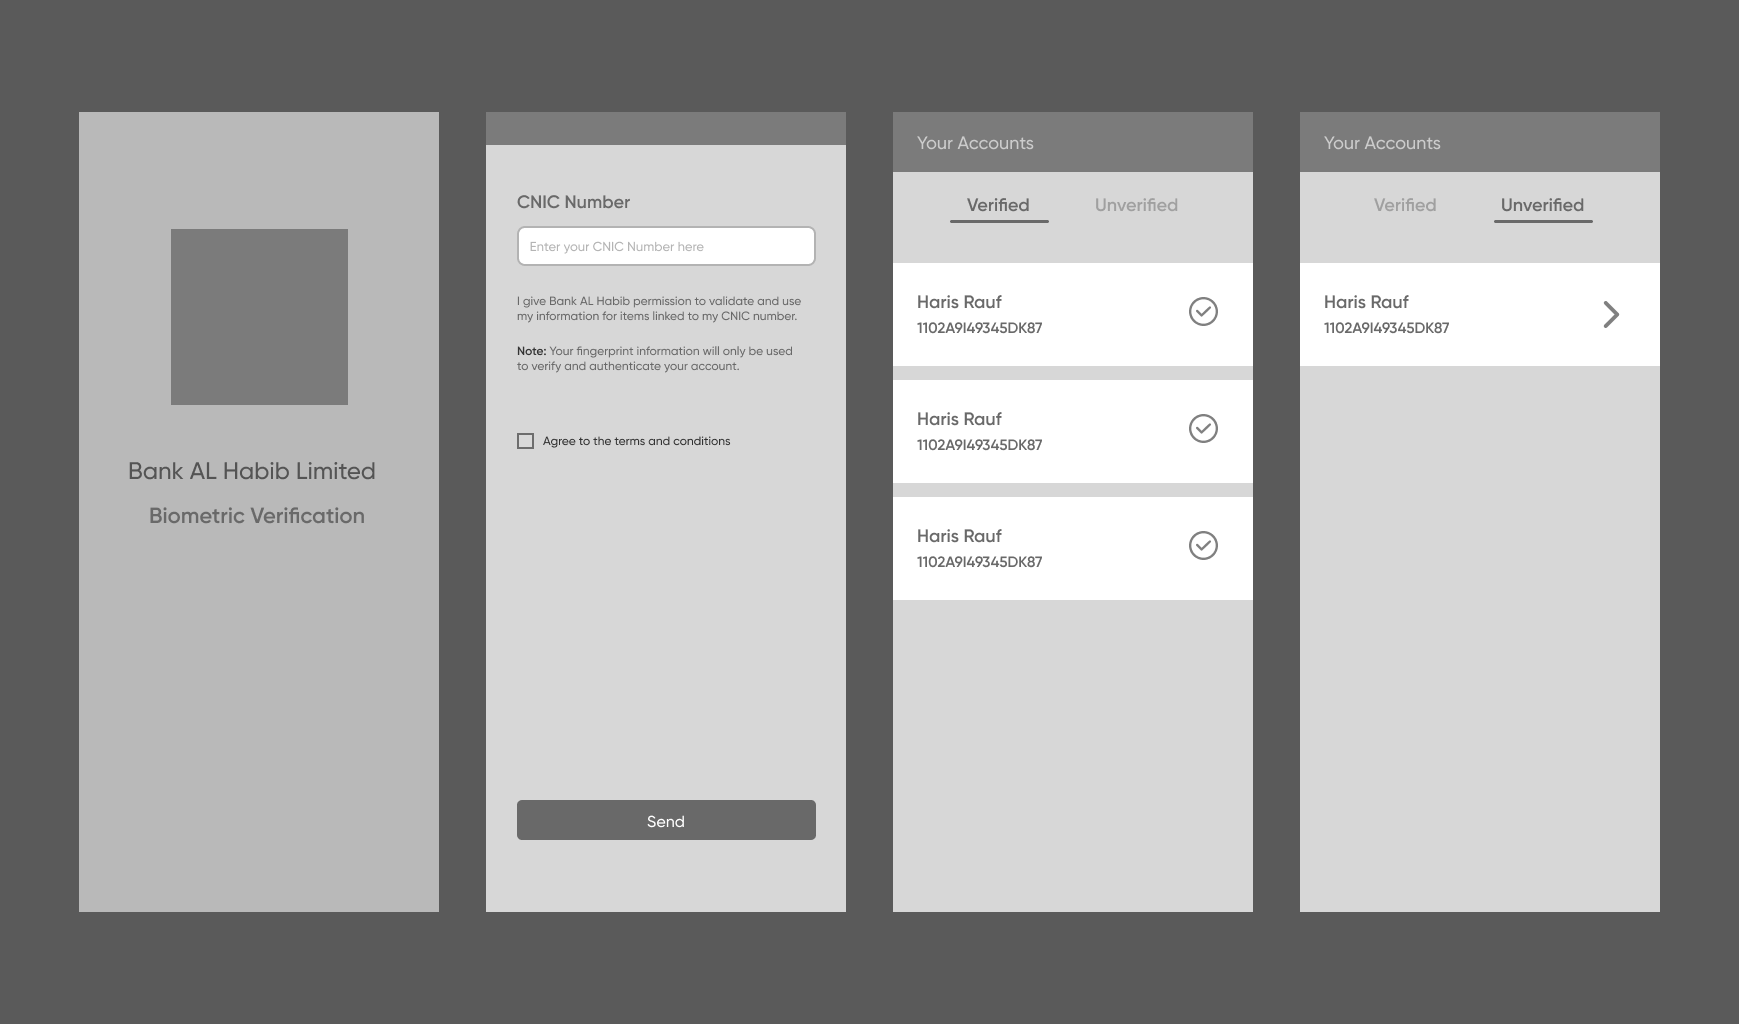 Bank AL Habib Limited
Biometric Verification
CNIC Number
Enter your CNIC Number here
I give Bank AL Habib permission to validate and use
my information for items linked to my CNIC number.
Note: Your fingerprint information will only be used
to verify and authenticate your account.
Agree to the terms and conditions
Send
Your Accounts
Verified Unverified
Haris Rauf
1102A9I49345DK87
Haris Rauf
1102A9I49345DK87
Haris Rauf
1102A9I49345DK87
Your Accounts
Verified Unverified
Haris Rauf
1102A9I49345DK87